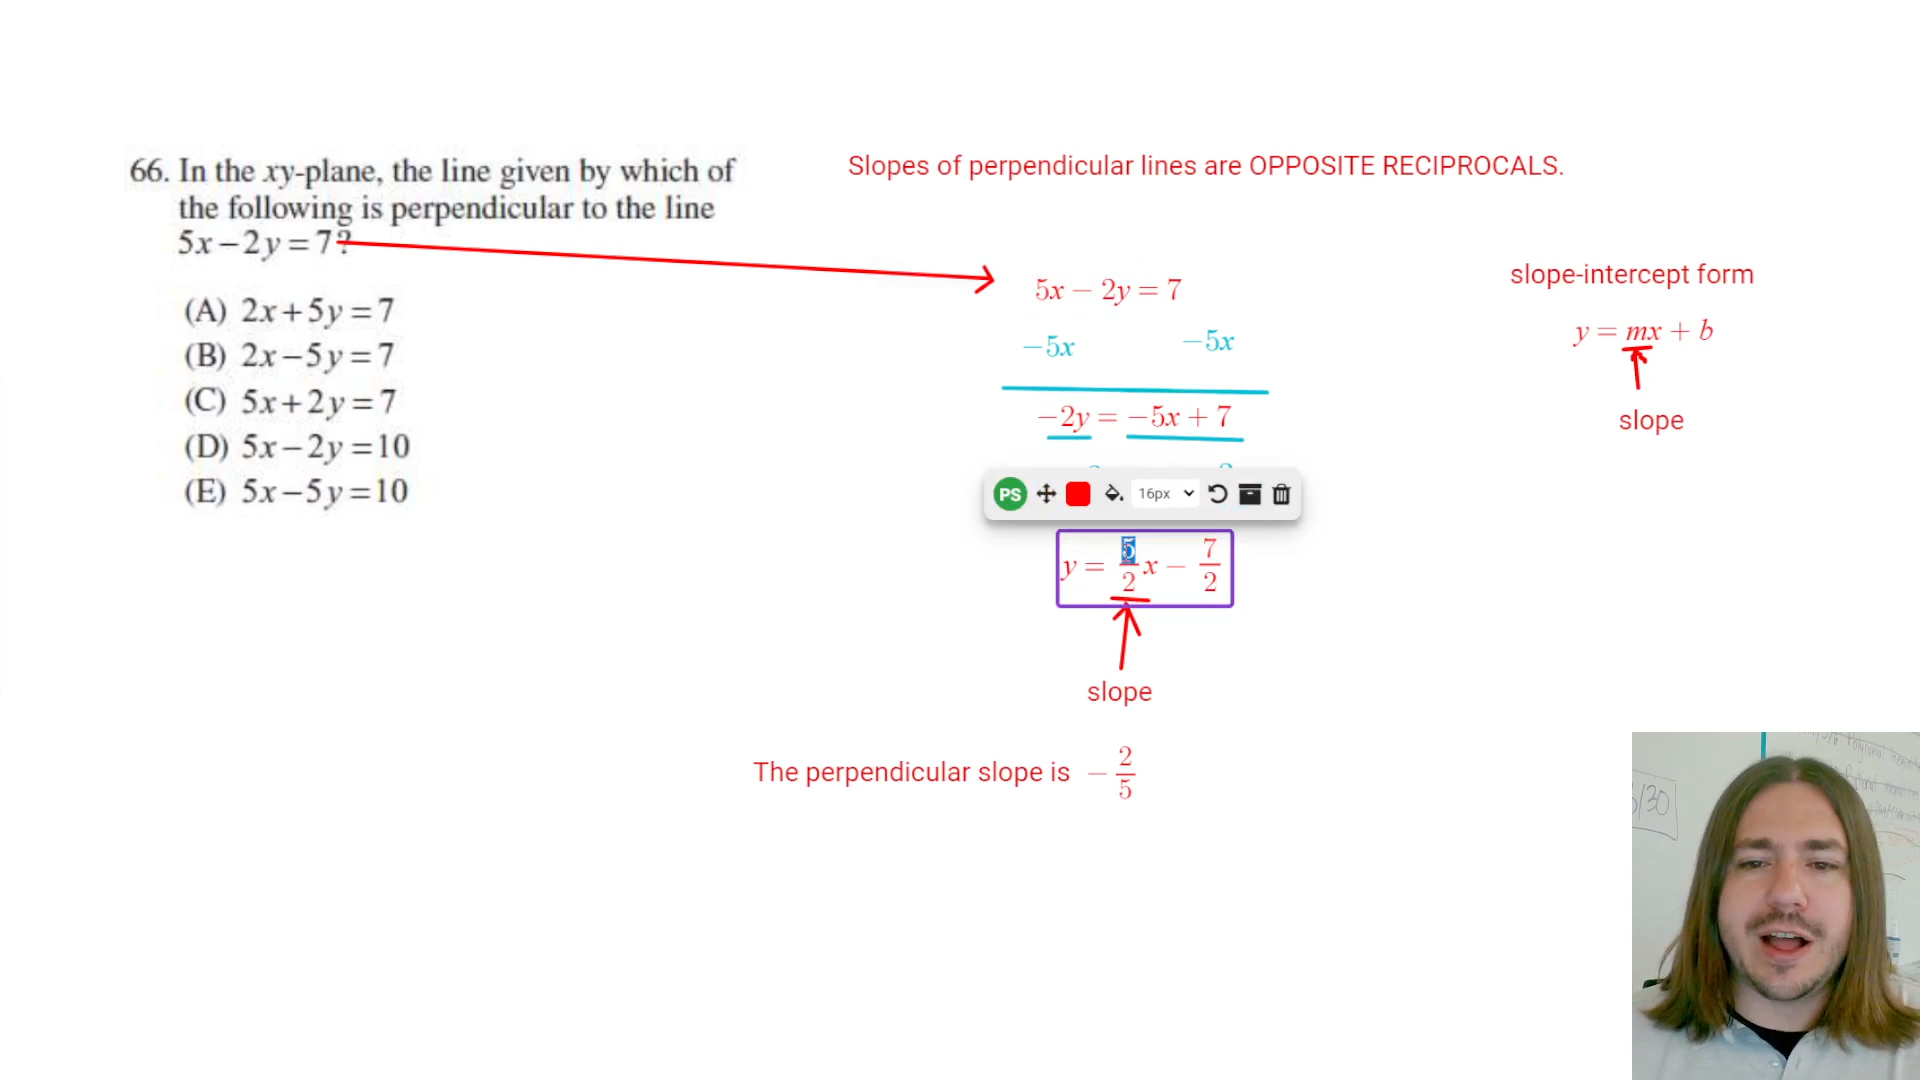 66. In the xy-plane, the line given by which of
the following is perpendicular to the line
5x – 2y = 7?
(A) 2x + 5y = 7
(B) 2x – 5y = 7
(C) 5x + 2y = 7
(D) 5x – 2y = 10
(E) 5x – 5y = 10
Slopes of perpendicular lines are OPPOSITE RECIPROCALS.
5x − 2y = 7
−5x −5x
−2y = −5x + 7
PS 16px
y = 5/2 x − 7/2
slope
The perpendicular slope is − 2/5
slope-intercept form
y = mx + b
slope
/30